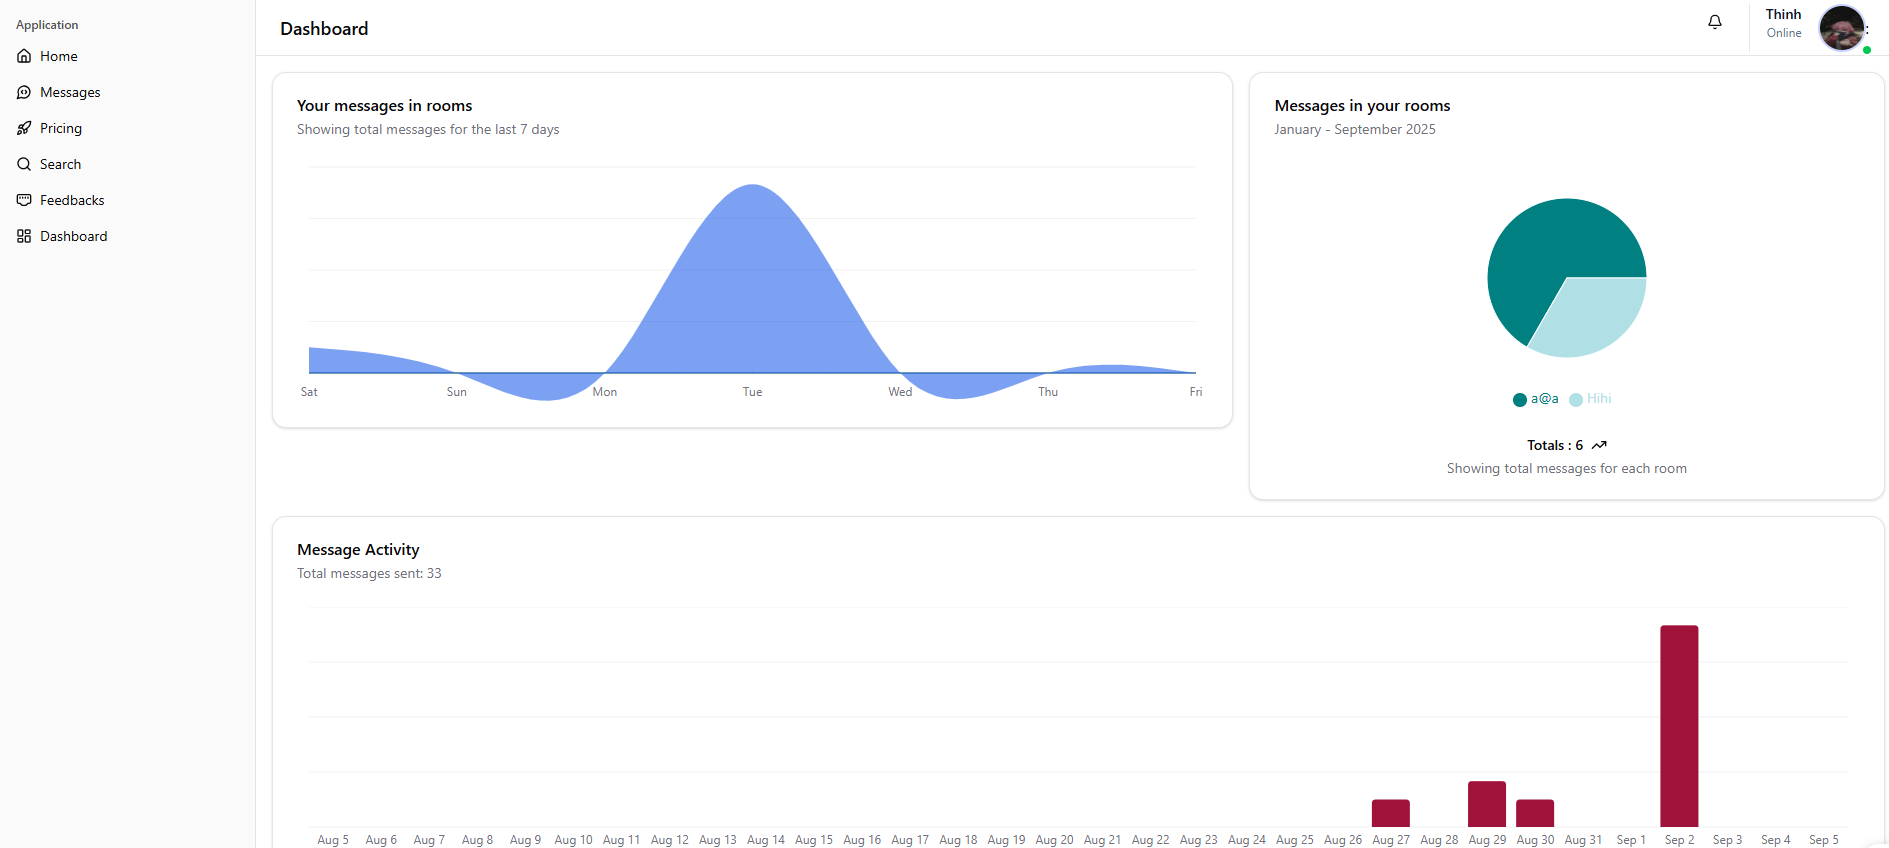 Application
Home
Messages
Pricing
Search
Feedbacks
Dashboard
Dashboard
Thinh
Online
Your messages in rooms
Showing total messages for the last 7 days
Sat Sun Mon Tue Wed Thu Fri
Messages in your rooms
January - September 2025
a@a Hihi
Totals : 6
Showing total messages for each room
Message Activity
Total messages sent: 33
Aug 5 Aug 6 Aug 7 Aug 8 Aug 9 Aug 10 Aug 11 Aug 12 Aug 13 Aug 14 Aug 15 Aug 16 Aug 17 Aug 18 Aug 19 Aug 20 Aug 21 Aug 22 Aug 23 Aug 24 Aug 25 Aug 26 Aug 27 Aug 28 Aug 29 Aug 30 Aug 31 Sep 1 Sep 2 Sep 3 Sep 4 Sep 5